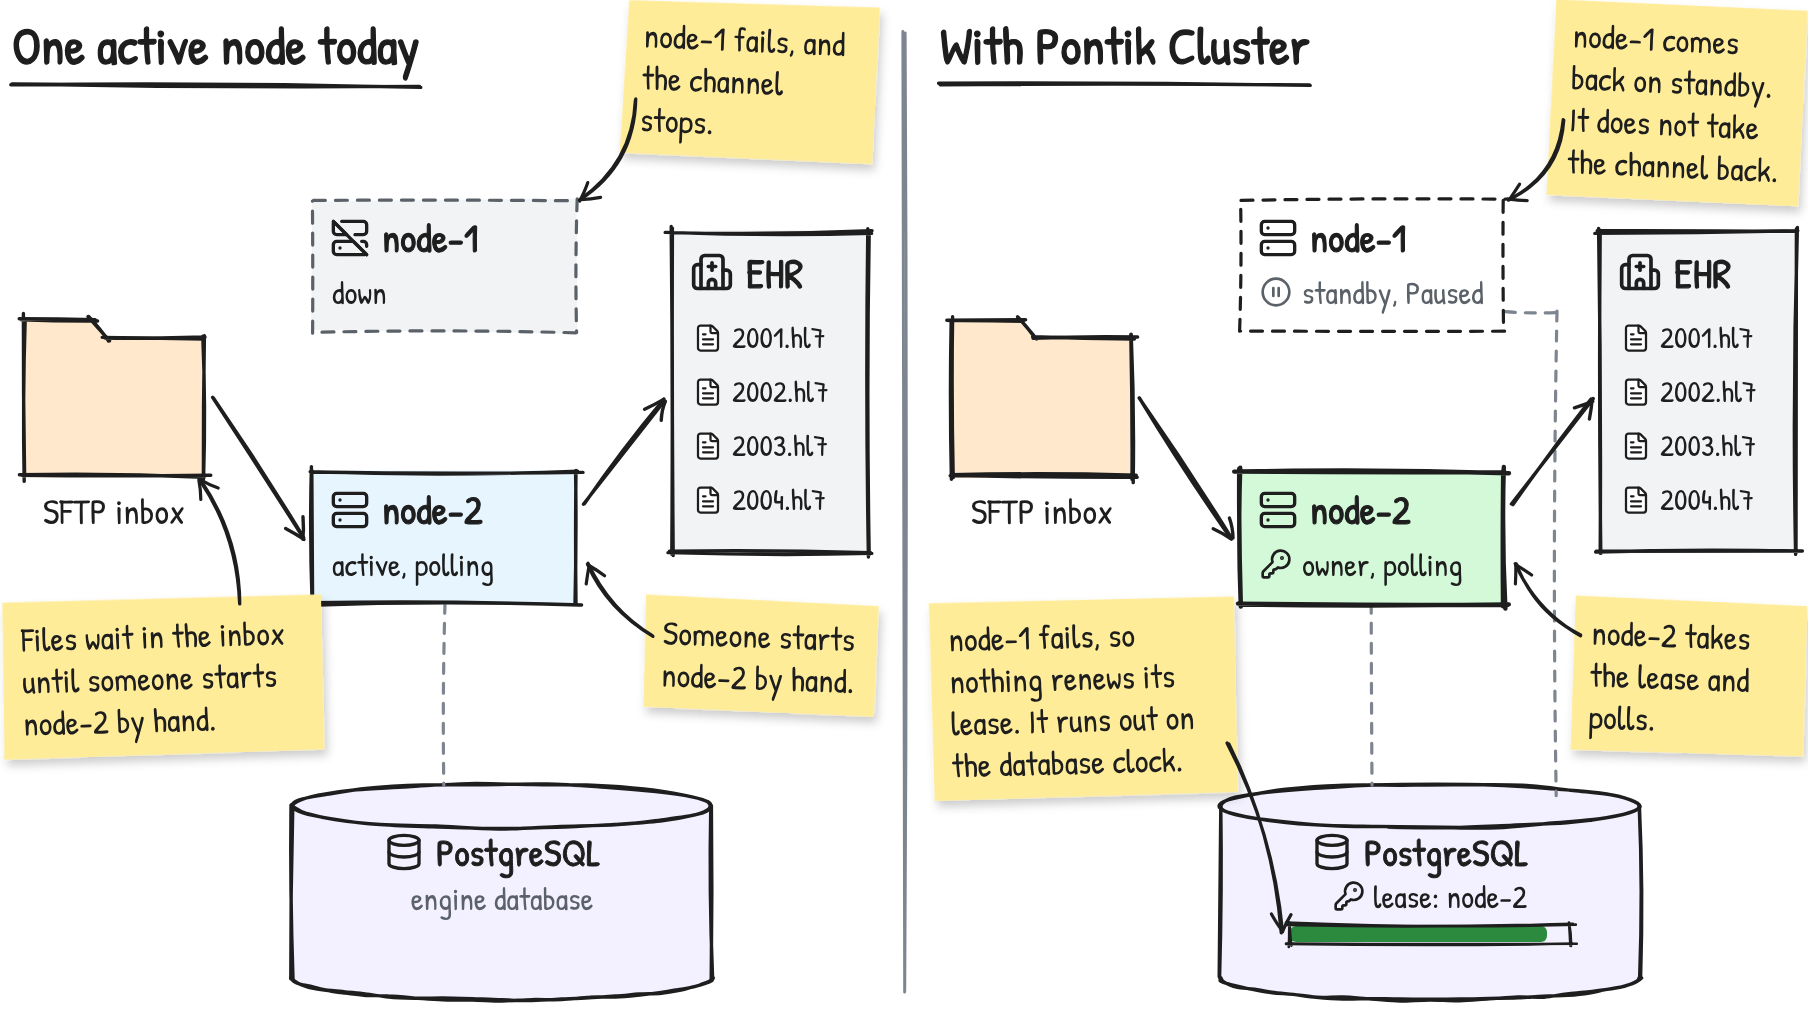 One active node today
node-1 fails, and
the channel
stops.
node-1
down
EHR
2001.hl7
2002.hl7
2003.hl7
2004.hl7
SFTP inbox
node-2
active, polling
Files wait in the inbox
until someone starts
node-2 by hand.
Someone starts
node-2 by hand.
PostgreSQL
engine database
With Pontik Cluster
node-1 comes
back on standby.
It does not take
the channel back.
node-1
standby, Paused
EHR
2001.hl7
2002.hl7
2003.hl7
2004.hl7
SFTP inbox
node-2
owner, polling
node-1 fails, so
nothing renews its
lease. It runs out on
the database clock.
node-2 takes
the lease and
polls.
PostgreSQL
lease: node-2